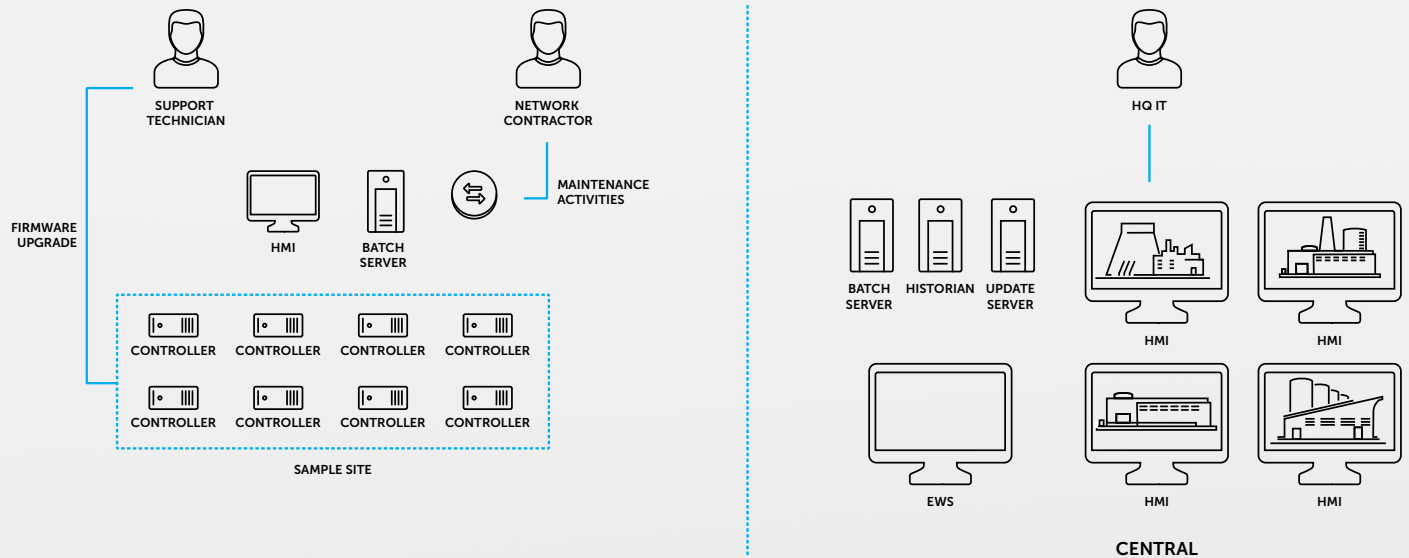 SUPPORT
TECHNICIAN
NETWORK
CONTRACTOR
MAINTENANCE
ACTIVITIES
FIRMWARE
UPGRADE
HMI
BATCH
SERVER
CONTROLLER
CONTROLLER
CONTROLLER
CONTROLLER
CONTROLLER
CONTROLLER
CONTROLLER
CONTROLLER
SAMPLE SITE
HQ IT
BATCH
SERVER
HISTORIAN
UPDATE
SERVER
HMI
HMI
EWS
HMI
HMI
CENTRAL